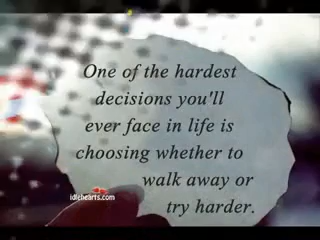 One of the hardest
decisions you'll
ever face in life is
choosing whether to
walk away or
try harder.
idlehearts.com